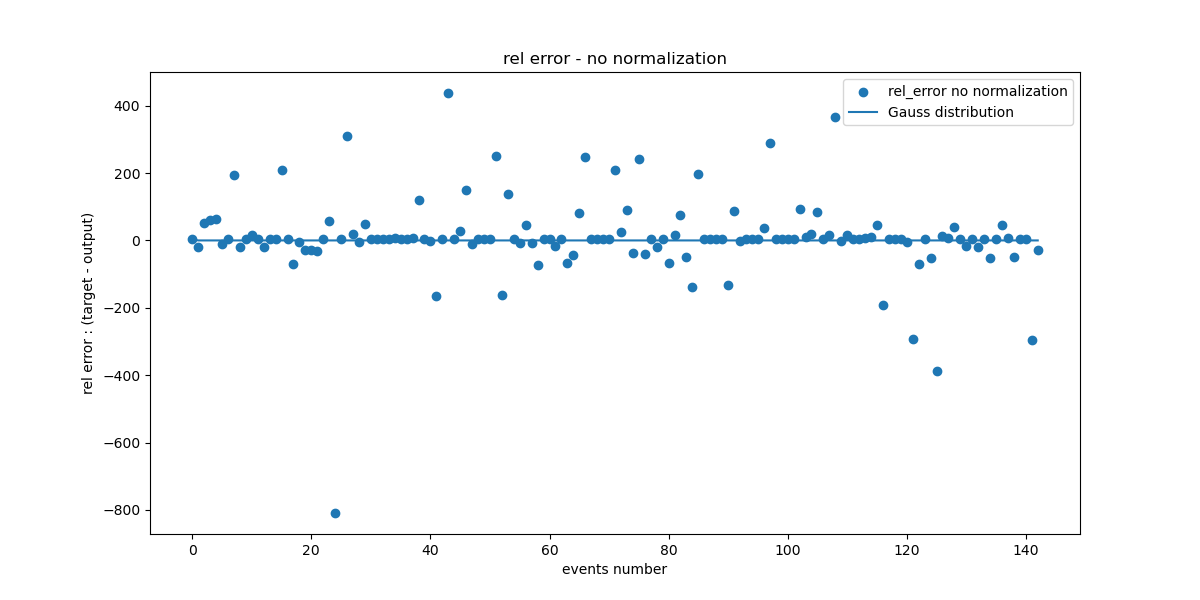 rel error - no normalization
rel_error no normalization
Gauss distribution
rel error : (target - output)
400
200
0
−200
−400
−600
−800
0 20 40 60 80 100 120 140
events number